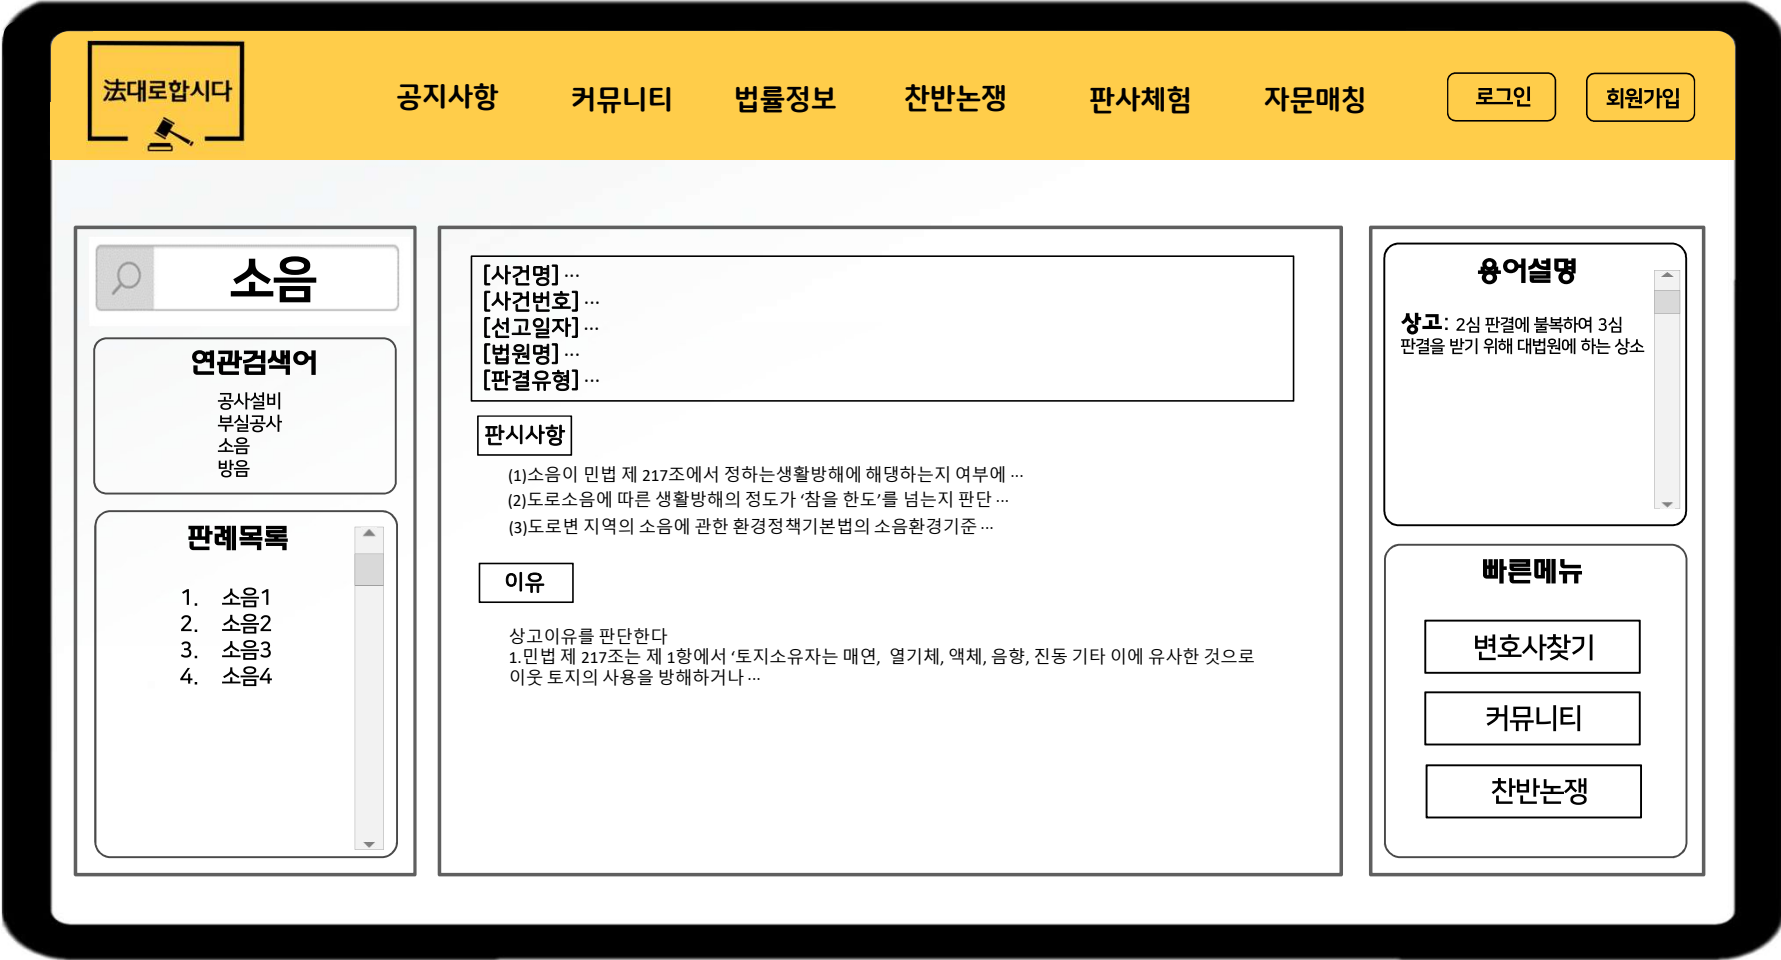 法대로합시다
공지사항
커뮤니티
법률정보
찬반논쟁
판사체험
자문매칭
로그인
회원가입
소음
연관검색어
공사설비
부실공사
소음
방음
판례목록
1. 소음1
2. 소음2
3. 소음3
4. 소음4
[사건명] ...
[사건번호] ...
[선고일자] ...
[법원명] ...
[판결유형] ...
판시사항
(1)소음이 민법 제 217조에서 정하는생활방해에 해댕하는지 여부에 ...
(2)도로소음에 따른 생활방해의 정도가 ‘참을 한도’를 넘는지 판단 ...
(3)도로변 지역의 소음에 관한 환경정책기본법의 소음환경기준 ...
이유
상고이유를 판단한다
1.민법 제 217조는 제 1항에서 ‘토지소유자는 매연, 열기체, 액체, 음향, 진동 기타 이에 유사한 것으로
이웃 토지의 사용을 방해하거나 ...
용어설명
상고: 2심 판결에 불복하여 3심
판결을 받기 위해 대법원에 하는 상소
빠른메뉴
변호사찾기
커뮤니티
찬반논쟁